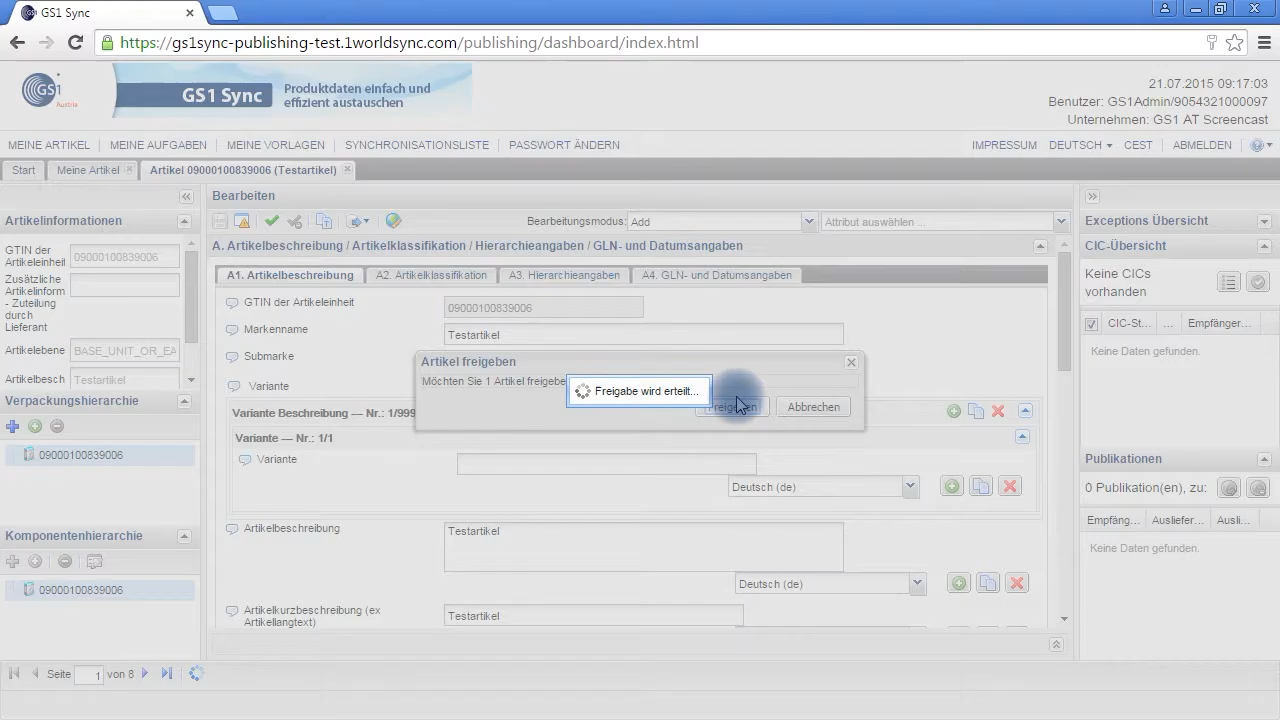 GS1 Sync
https://gs1sync-publishing-test.1worldsync.com/publishing/dashboard/index.html
GS1
Austria
GS1 Sync
Produktdaten einfach und
effizient austauschen
21.07.2015 09:17:03
Benutzer: GS1Admin/9054321000097
Unternehmen: GS1 AT Screencast
MEINE ARTIKEL MEINE AUFGABEN MEINE VORLAGEN SYNCHRONISATIONSLISTE PASSWORT ÄNDERN IMPRESSUM DEUTSCH CEST ABMELDEN
Start Meine Artikel Artikel 09000100839006 (Testartikel)
Artikelinformationen
GTIN der
Artikeleinheit
09000100839006
Zusätzliche
Artikelinform
- Zuteilung
durch
Lieferant
Artikelebene BASE_UNIT_OR_EA
Artikelbesch Testartikel
Verpackungshierarchie
09000100839006
Komponentenhierarchie
09000100839006
Bearbeiten
Bearbeitungsmodus: Add Attribut auswählen ...
A. Artikelbeschreibung / Artikelklassifikation / Hierarchieangaben / GLN- und Datumsangaben
A1. Artikelbeschreibung A2. Artikelklassifikation A3. Hierarchieangaben A4. GLN- und Datumsangaben
GTIN der Artikeleinheit 09000100839006
Markenname Testartikel
Submarke
Variante
Artikel freigeben
Möchten Sie 1 Artikel freigebe
Freigabe wird erteilt...
Abbrechen
Variante Beschreibung — Nr.: 1/999
Variante — Nr.: 1/1
Variante
Deutsch (de)
Artikelbeschreibung Testartikel
Deutsch (de)
Artikelkurzbeschreibung (ex
Artikellangtext)
Testartikel
Exceptions Übersicht
CIC-Übersicht
Keine CICs
vorhanden
CIC-St... ... Empfänger...
Keine Daten gefunden.
Publikationen
0 Publikation(en), zu:
Empfäng... Ausliefer... Ausli...
Keine Daten gefunden.
Seite 1 von 8